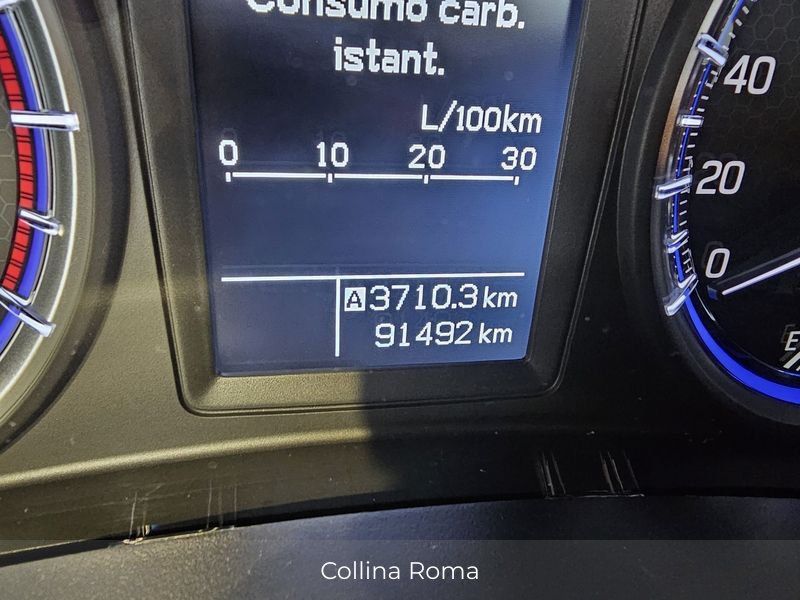 Consumo carb.
istant.
L/100km
0 10 20 30
A 3710.3 km
91492 km
40
20
0
E
Collina Roma